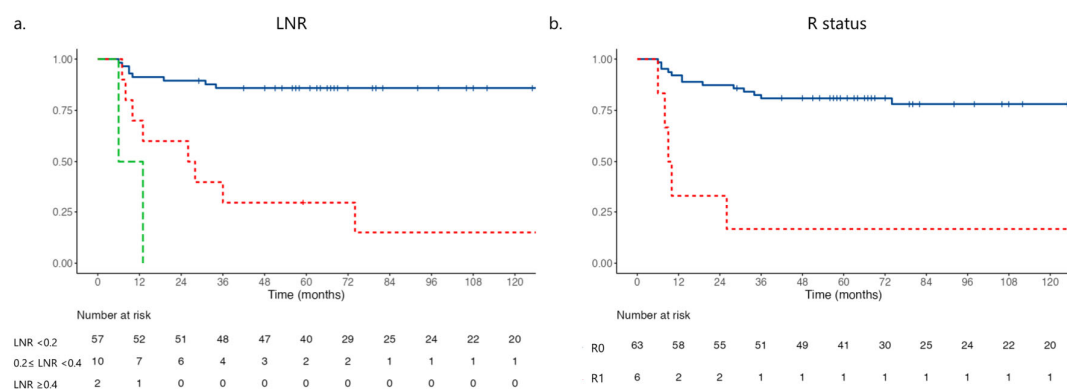 a.
LNR
1.00
0.75
0.50
0.25
0.00
0 12 24 36 48 60 72 84 96 108 120
Time (months)
Number at risk
LNR <0.2 57 52 51 48 47 40 29 25 24 22 20
0.2≤ LNR <0.4 10 7 6 4 3 2 2 1 1 1 1
LNR ≥0.4 2 1 0 0 0 0 0 0 0 0 0
b.
R status
1.00
0.75
0.50
0.25
0.00
0 12 24 36 48 60 72 84 96 108 120
Time (months)
Number at risk
R0 63 58 55 51 49 41 30 25 24 22 20
R1 6 2 2 1 1 1 1 1 1 1 1